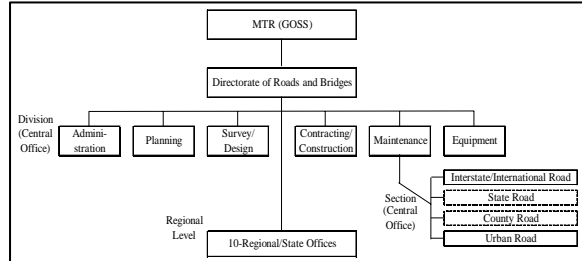 MTR (GOSS)
Directorate of Roads and Bridges
Division
(Central
Office)
Admini-
stration
Planning
Survey/
Design
Contracting/
Construction
Maintenance
Equipment
Interstate/International Road
State Road
County Road
Urban Road
Section
(Central
Office)
Regional
Level
10-Regional/State Offices